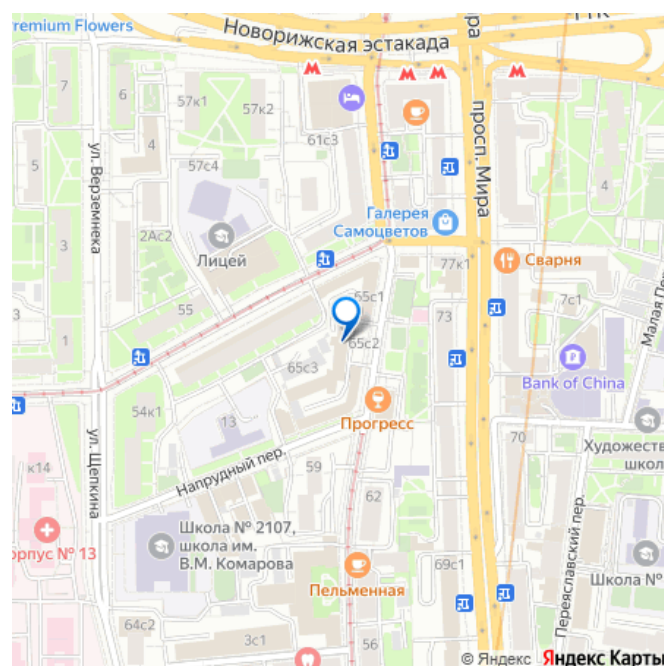 Premium Flowers
Новорижская эстакада
7
6
57к1
57к2
61с3
просп. Мира
5
4
57с4
ул. Верземнека
4
2Ас2
Лицей
Галерея
Самоцветов
3
77к1
Сварня
7с1
Малая Пе
55
65с1
1
65с2
73
65с3
Bank of China
54к1
13
Прогресс
70
Художестве
школ
ул. Щепкина
Напрудный пер.
к14
59
62
Переяславский пер.
орпус № 13
Школа № 2107,
школа им.
В.М. Комарова
Пельменная
69с1
Школа №
64с2
3с1
56
© Яндекс Яндекс Карты